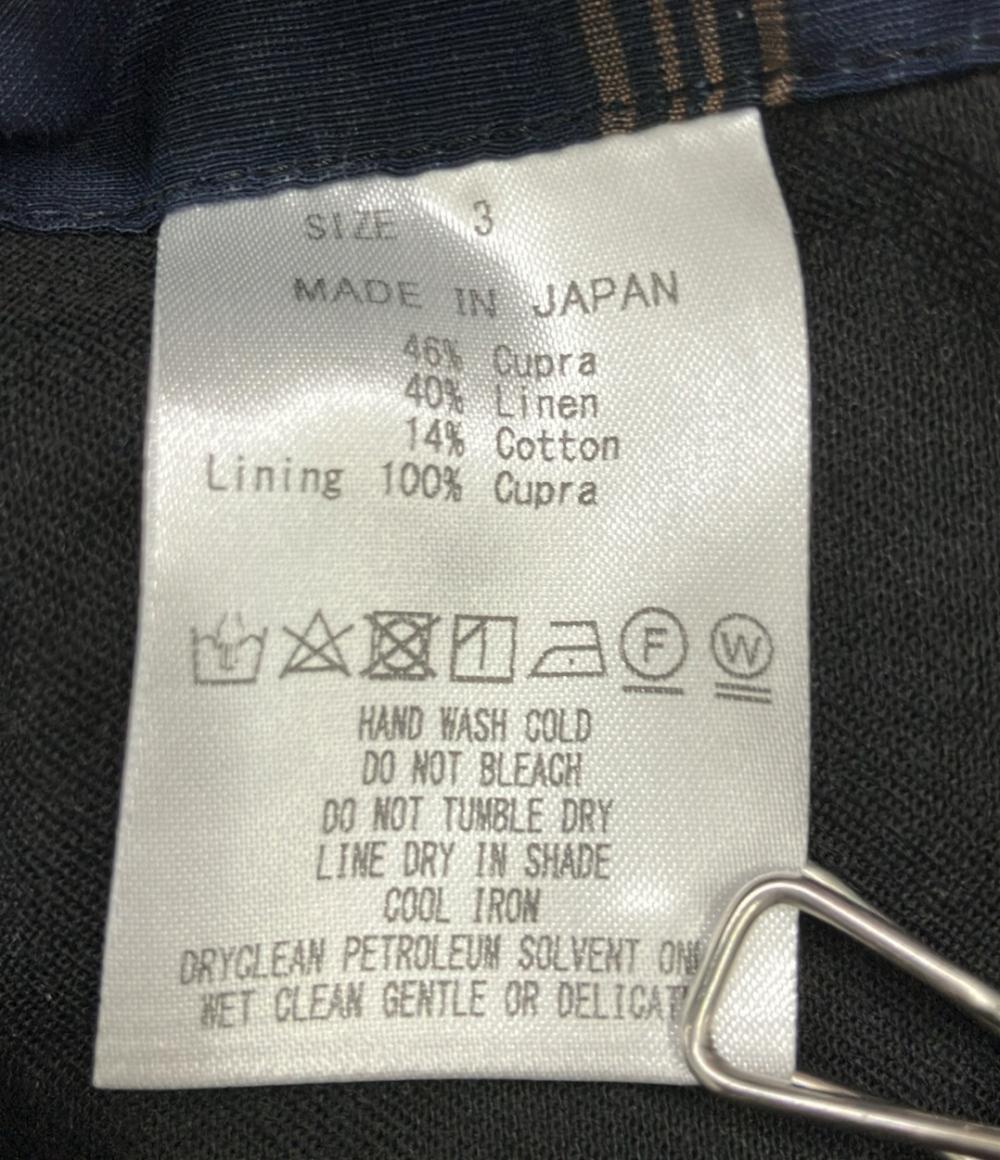 SIZE 3
MADE IN JAPAN
46% Cupra
40% Linen
14% Cotton
Lining 100% Cupra
F W
HAND WASH COLD
DO NOT BLEACH
DO NOT TUMBLE DRY
LINE DRY IN SHADE
COOL IRON
DRYCLEAN PETROLEUM SOLVENT
WET CLEAN GENTLE OR